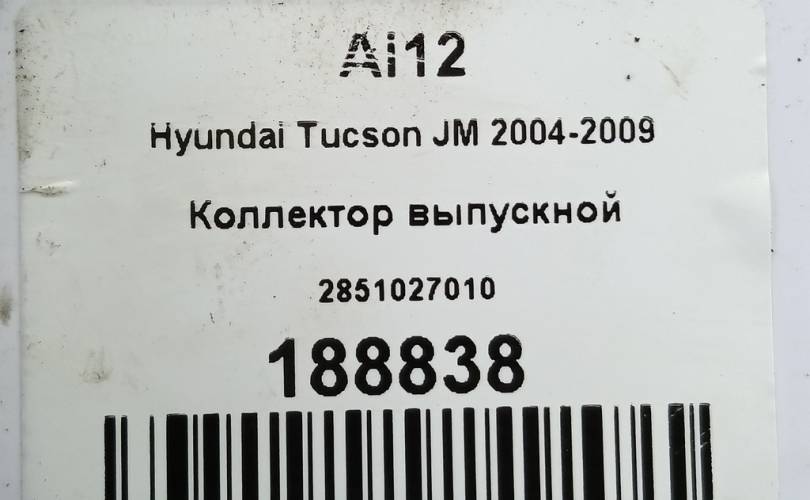 Ai12
Hyundai Tucson JM 2004-2009
Коллектор выпускной
2851027010
188838